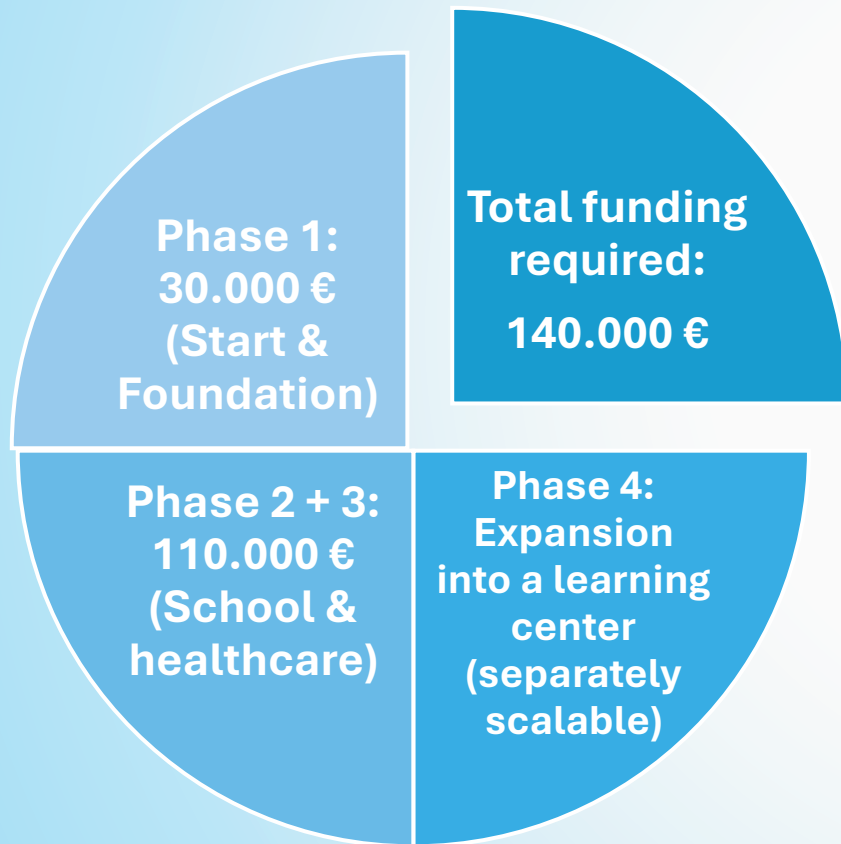 Phase 1:
30.000 €
(Start &
Foundation)
Total funding
required:
140.000 €
Phase 2 + 3:
110.000 €
(School &
healthcare)
Phase 4:
Expansion
into a learning
center
(separately
scalable)